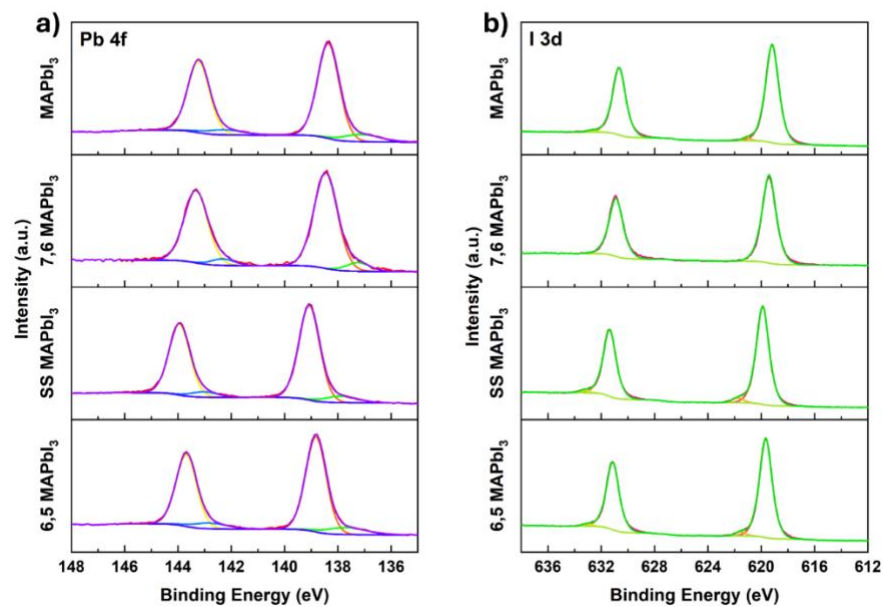 a)
Pb 4f
MAPbI3
7,6 MAPbI3
SS MAPbI3
6,5 MAPbI3
Intensity (a.u.)
148 146 144 142 140 138 136
Binding Energy (eV)
b)
I 3d
MAPbI3
7,6 MAPbI3
SS MAPbI3
6,5 MAPbI3
Intensity (a.u.)
636 632 628 624 620 616 612
Binding Energy (eV)